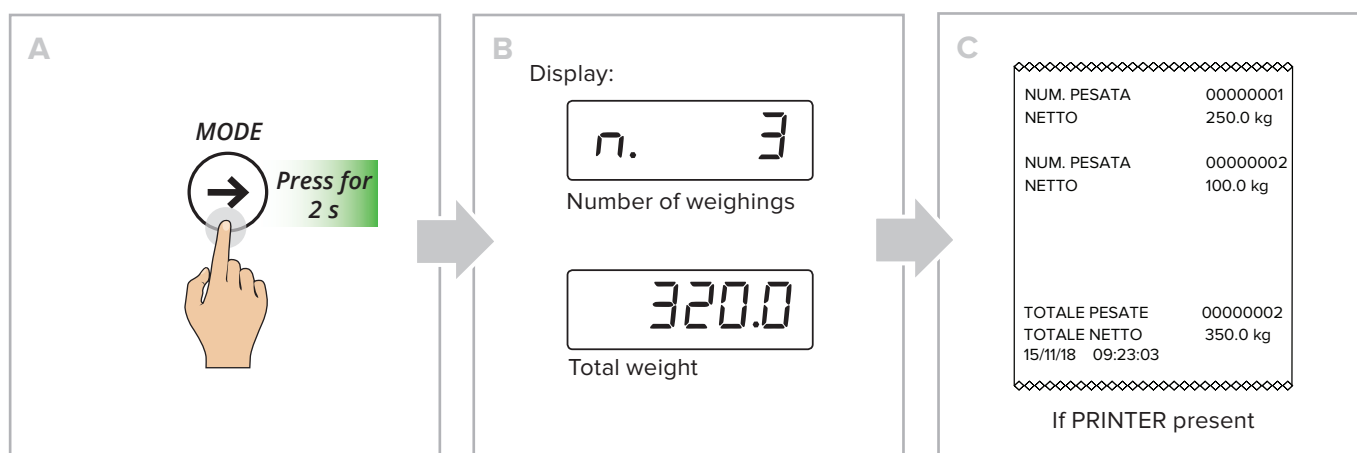 A
MODE
Press for
2 s
B
Display:
n. 3
Number of weighings
320.0
Total weight
C
NUM. PESATA 00000001
NETTO 250.0 kg
NUM. PESATA 00000002
NETTO 100.0 kg
TOTALE PESATE 00000002
TOTALE NETTO 350.0 kg
15/11/18 09:23:03
If PRINTER present